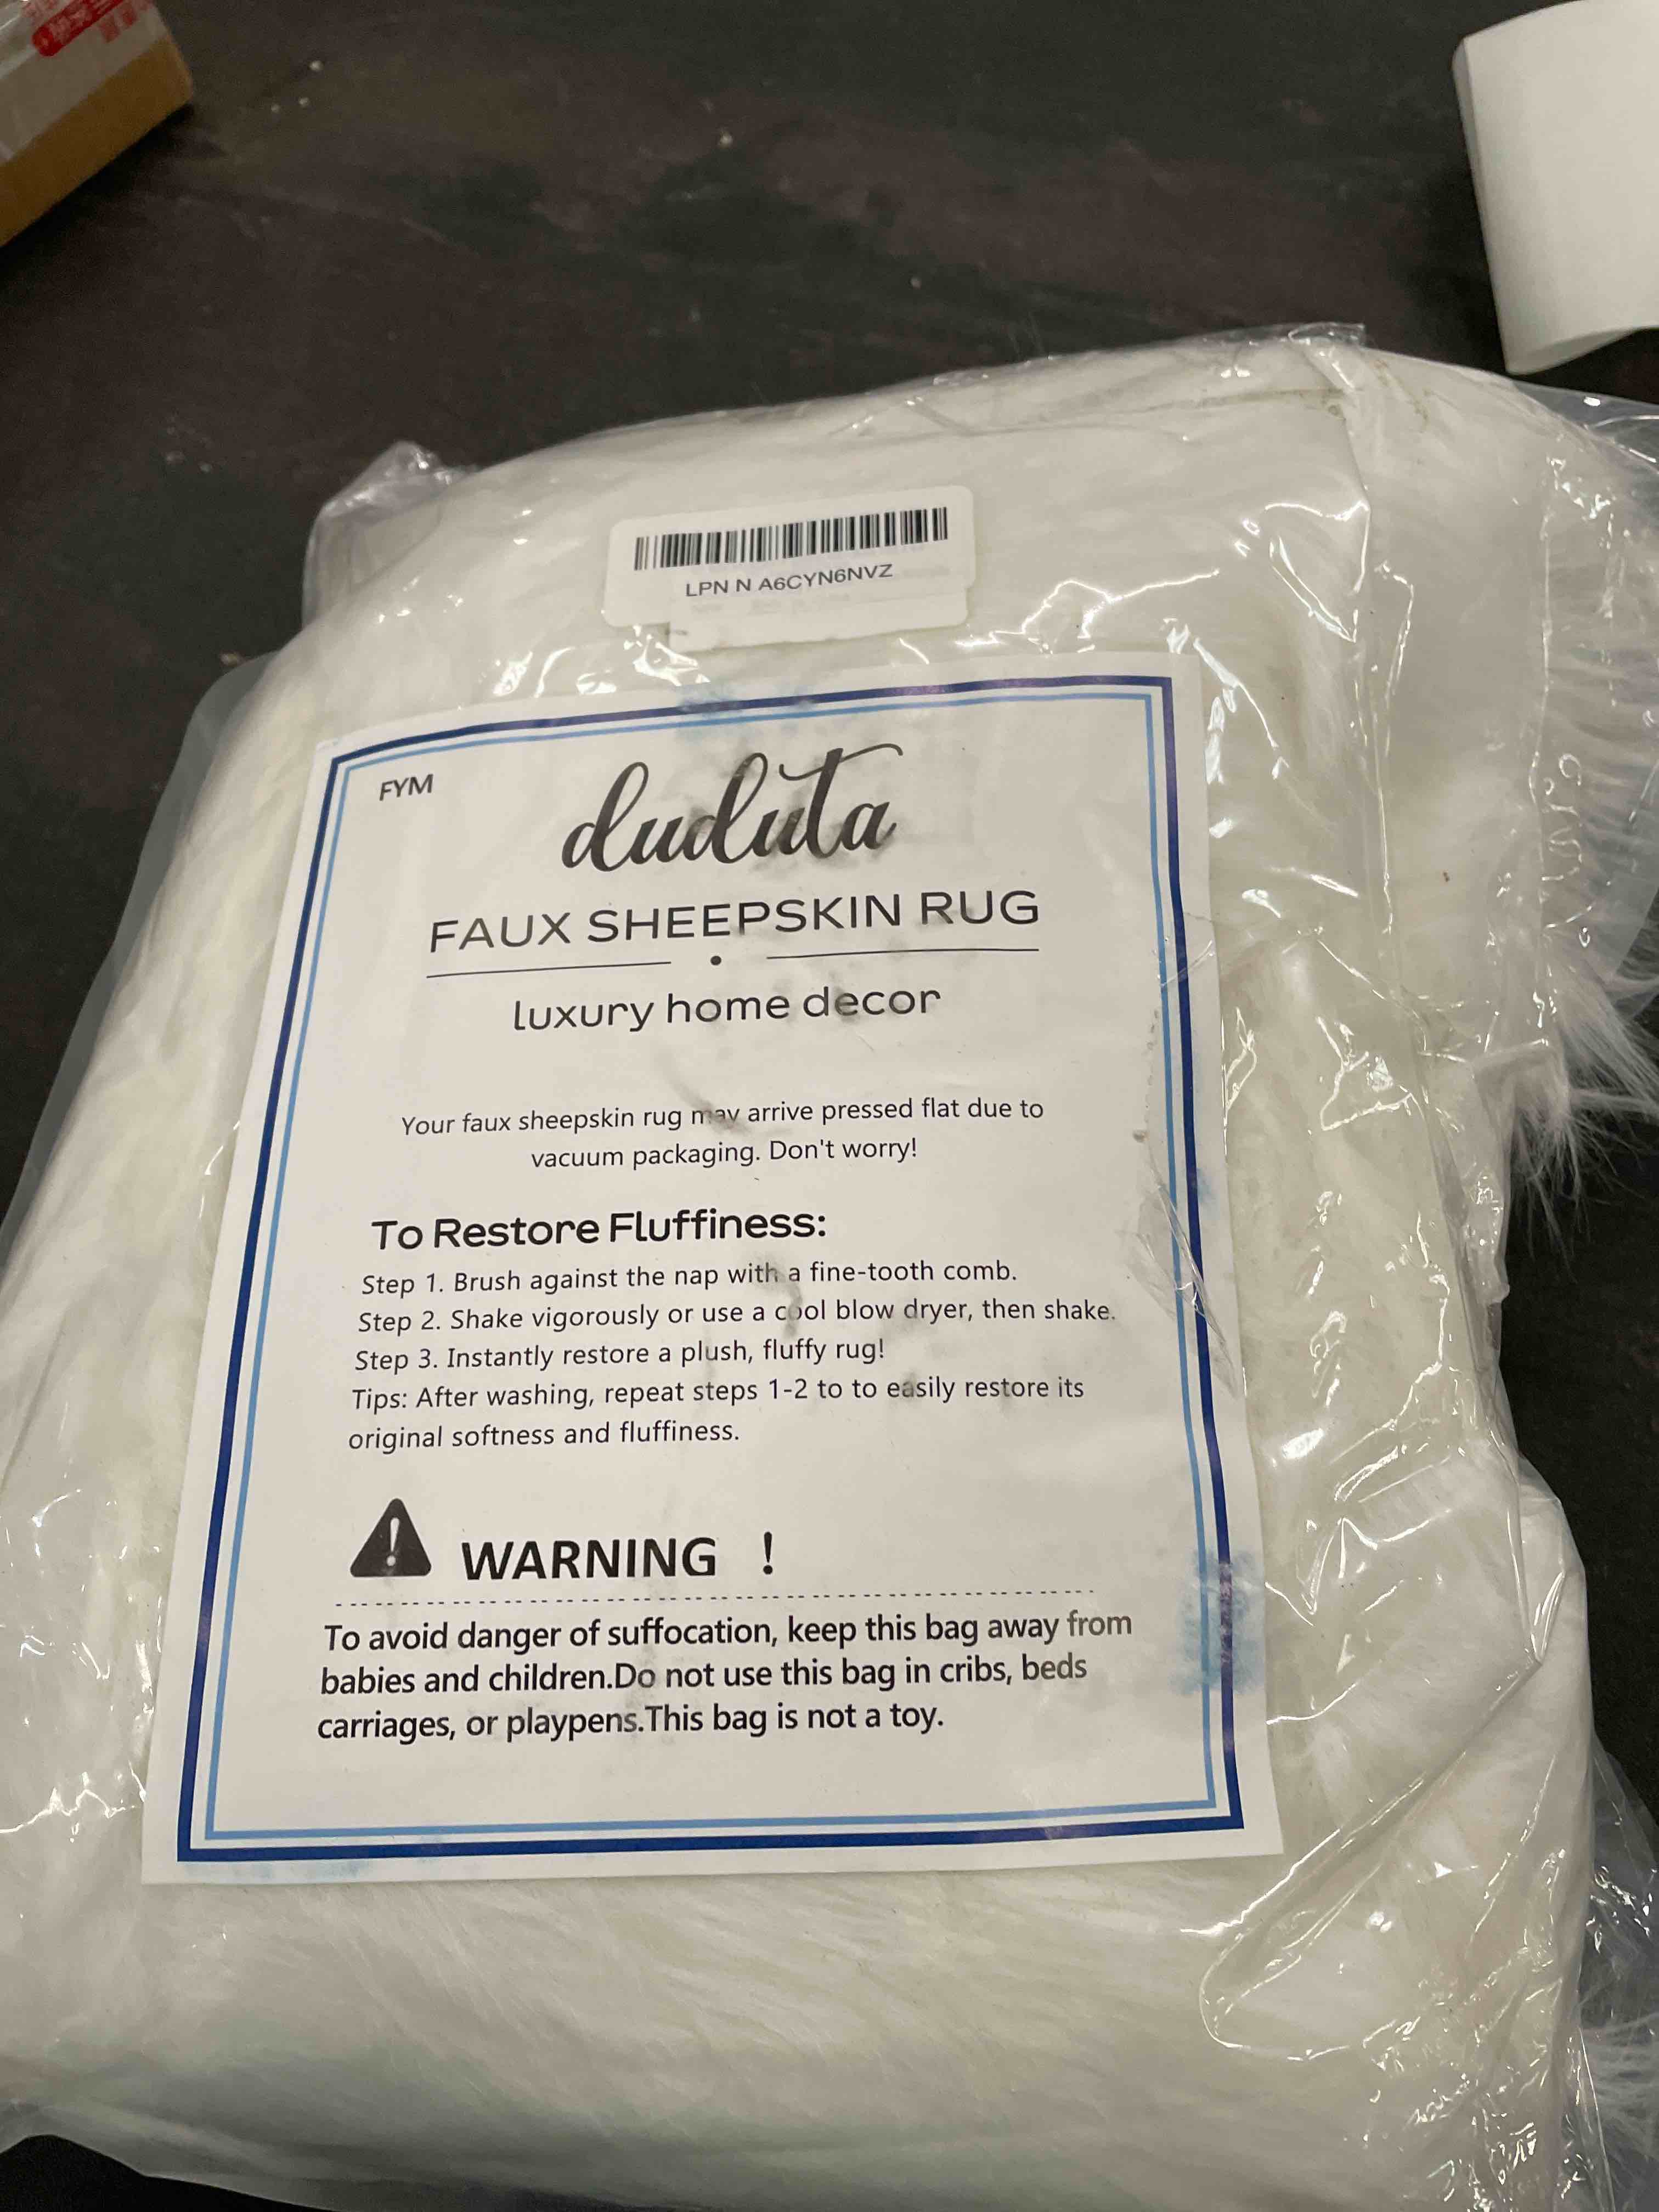 LPN N A6CYN6NVZ
FYM
duduta
FAUX SHEEPSKIN RUG
luxury home decor
Your faux sheepskin rug may arrive pressed flat due to
vacuum packaging. Don't worry!
To Restore Fluffiness:
Step 1. Brush against the nap with a fine-tooth comb.
Step 2. Shake vigorously or use a cool blow dryer, then shake.
Step 3. Instantly restore a plush, fluffy rug!
Tips: After washing, repeat steps 1-2 to to easily restore its
original softness and fluffiness.
! WARNING !
To avoid danger of suffocation, keep this bag away from
babies and children.Do not use this bag in cribs, beds
carriages, or playpens.This bag is not a toy.